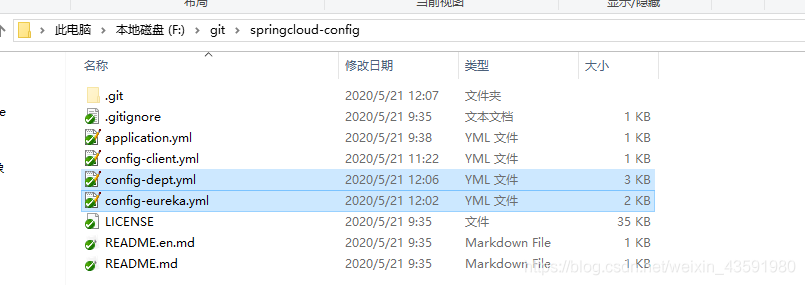 布局 当前视图 显示/隐藏
此电脑 › 本地磁盘 (F:) › git › springcloud-config
名称 修改日期 类型 大小
.git 2020/5/21 12:07 文件夹
.gitignore 2020/5/21 9:35 文本文档 1 KB
application.yml 2020/5/21 9:38 YML 文件 1 KB
config-client.yml 2020/5/21 11:22 YML 文件 1 KB
config-dept.yml 2020/5/21 12:06 YML 文件 3 KB
config-eureka.yml 2020/5/21 12:02 YML 文件 2 KB
LICENSE 2020/5/21 9:35 文件 35 KB
README.en.md 2020/5/21 9:35 Markdown File 1 KB
README.md 2020/5/21 9:35 Markdown File 1 KB
https://blog.csdn.net/weixin_43591980